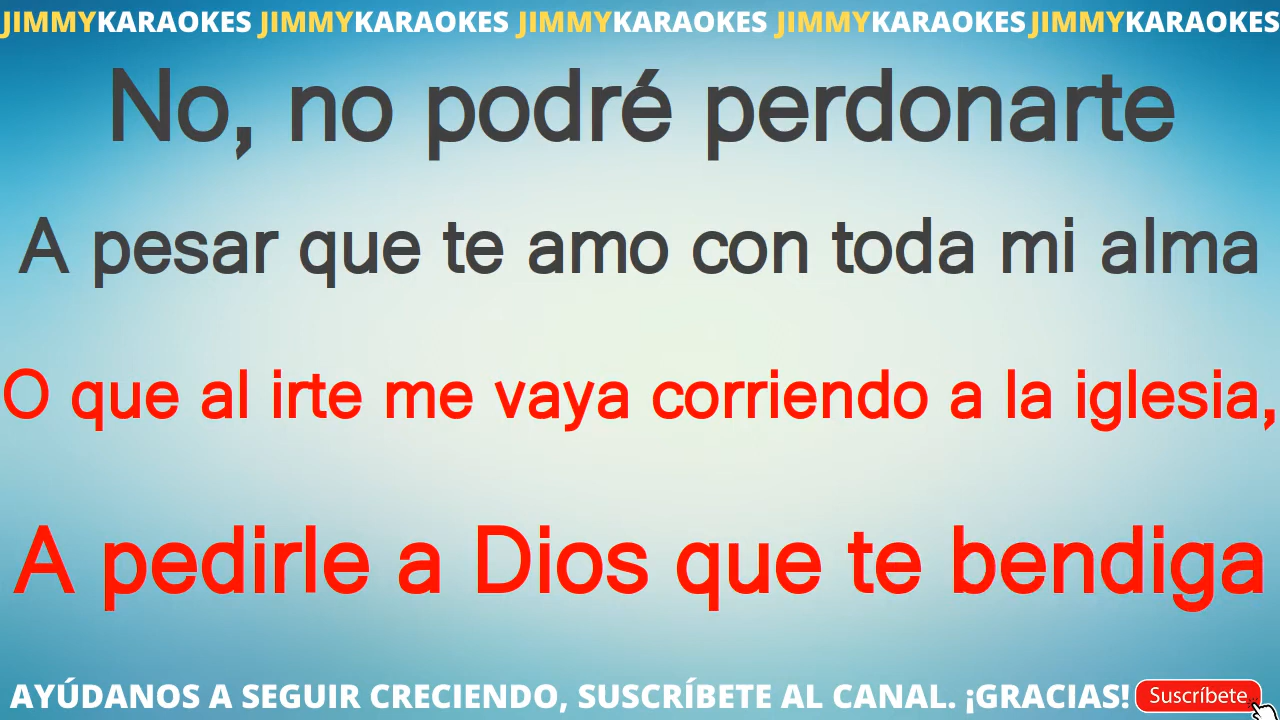 JIMMYKARAOKES JIMMYKARAOKES JIMMYKARAOKES JIMMYKARAOKES JIMMYKARAOKES
No, no podré perdonarte
A pesar que te amo con toda mi alma
O que al irte me vaya corriendo a la iglesia,
A pedirle a Dios que te bendiga
AYÚDANOS A SEGUIR CRECIENDO, SUSCRÍBETE AL CANAL. ¡GRACIAS! Suscríbete